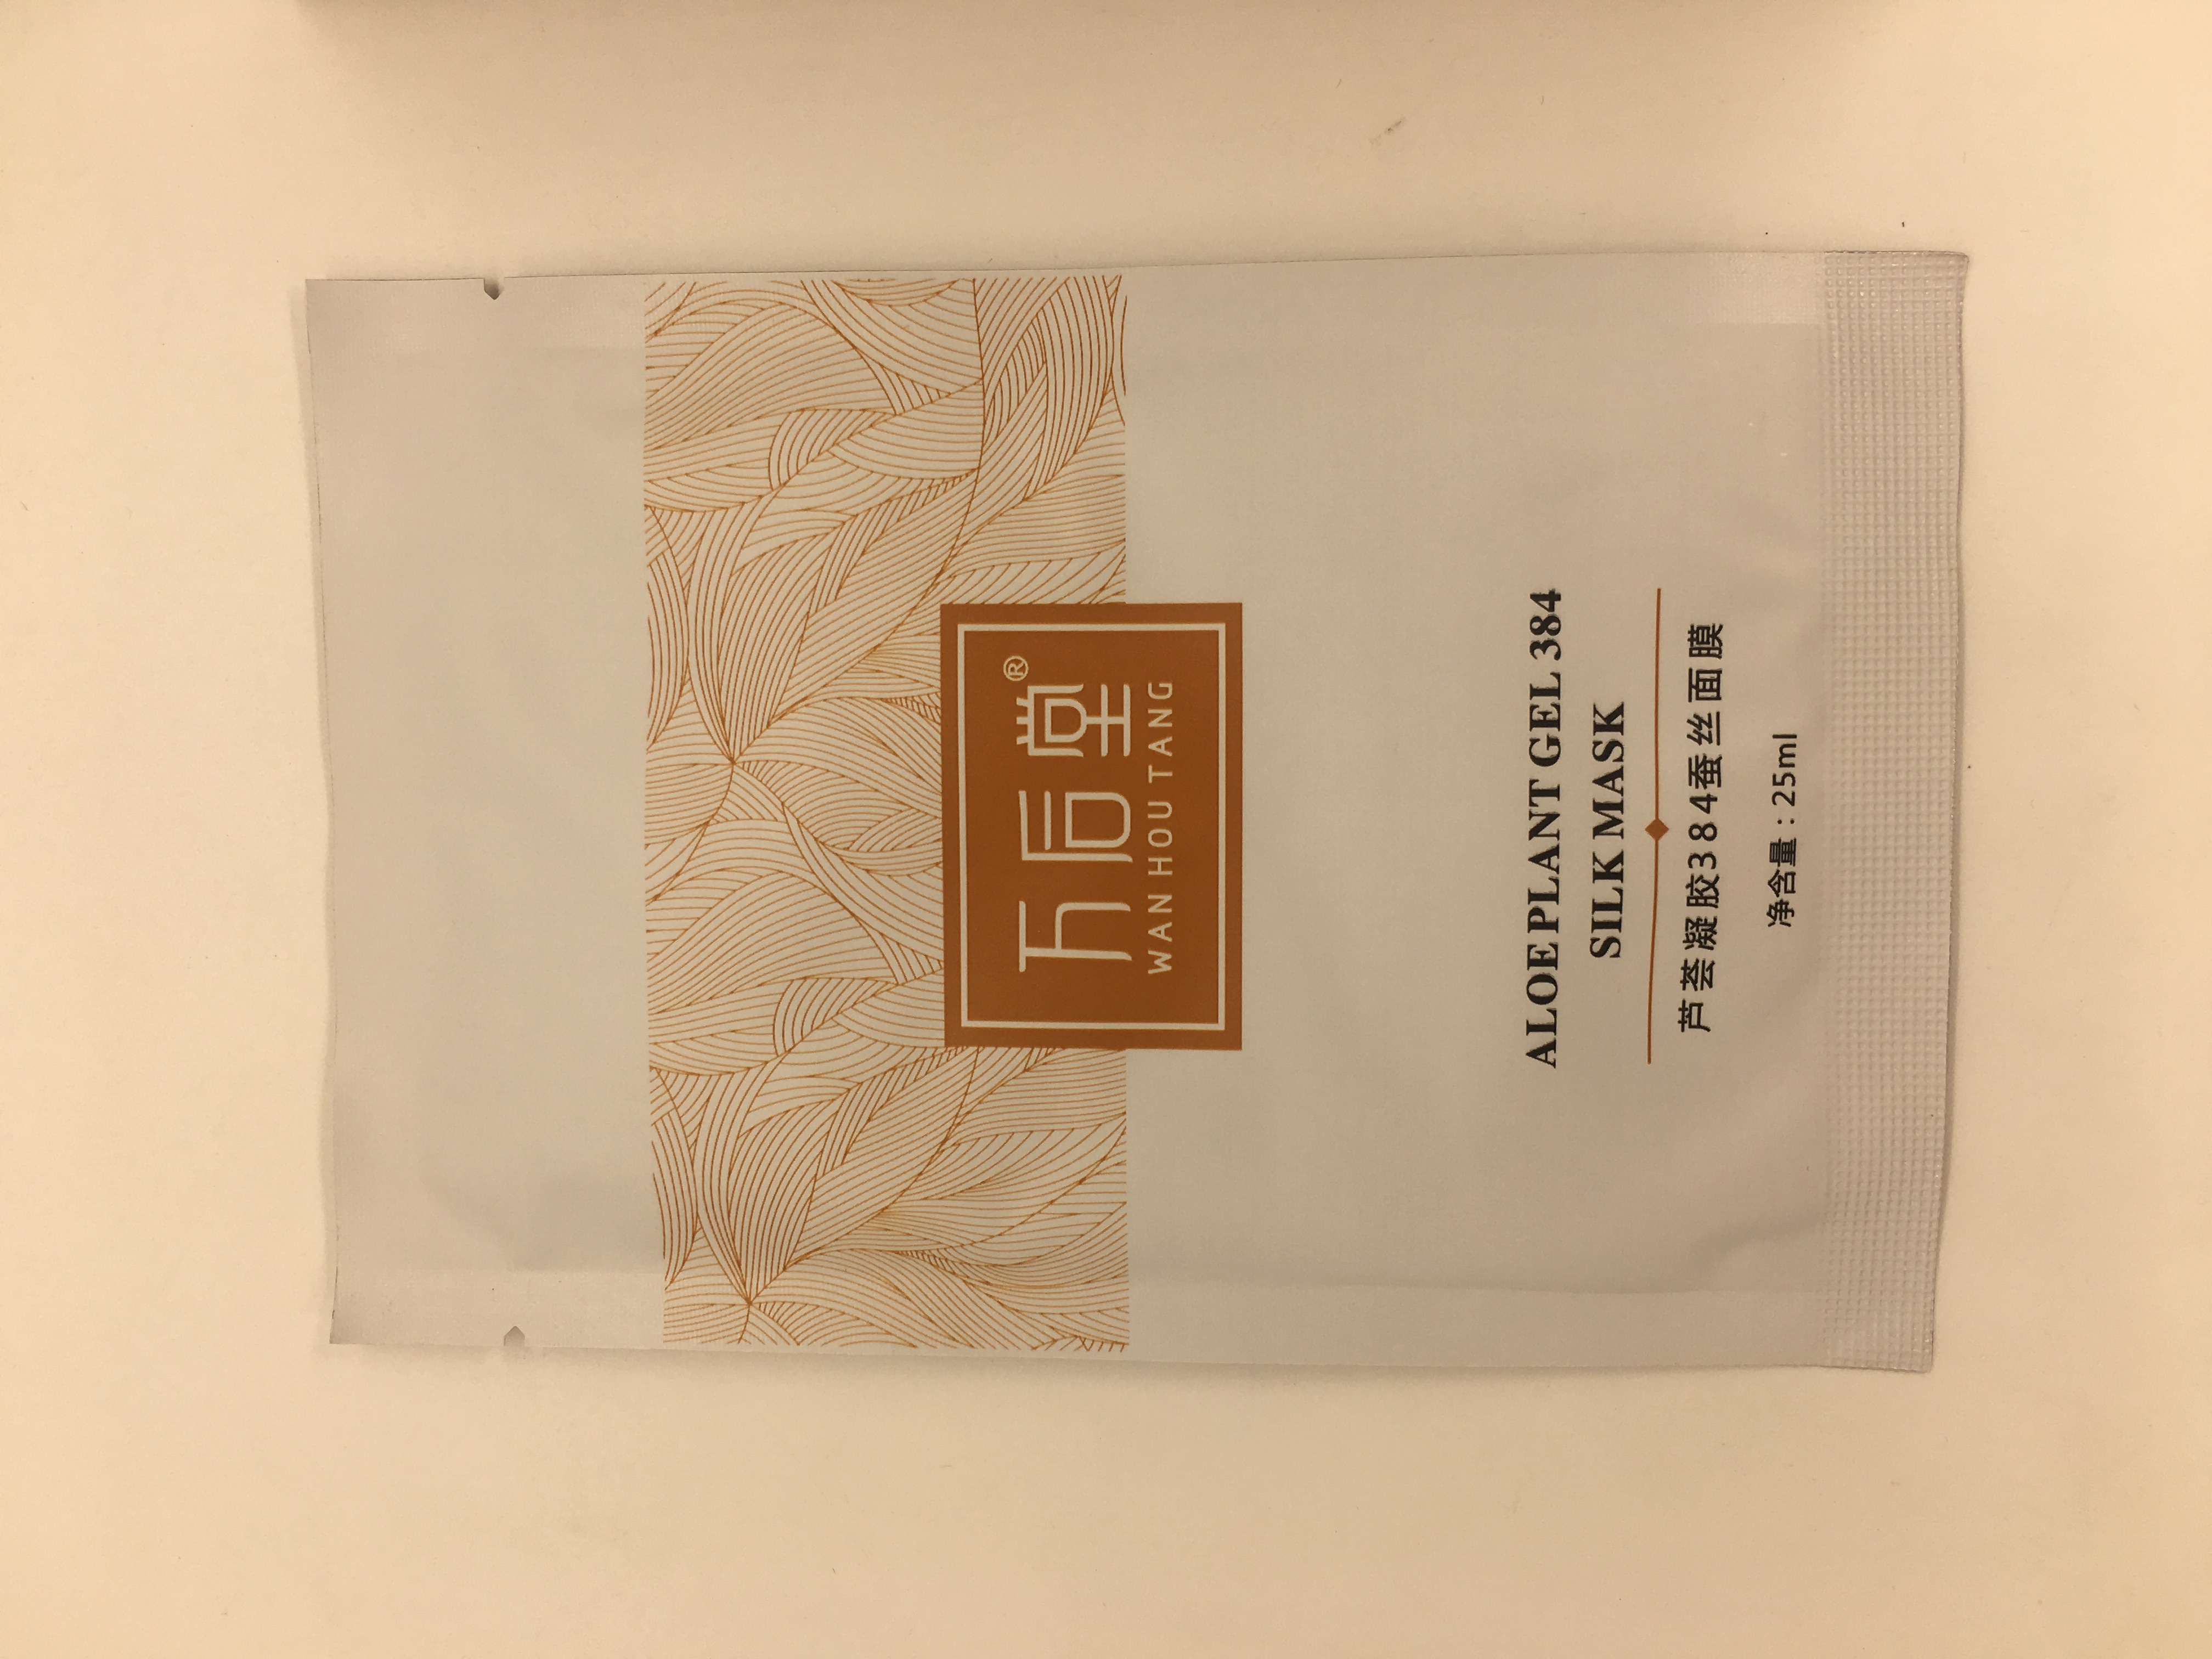 万后堂®
WAN HOU TANG
ALOE PLANT GEL 384
SILK MASK
芦荟凝胶384蚕丝面膜
净含量：25ml